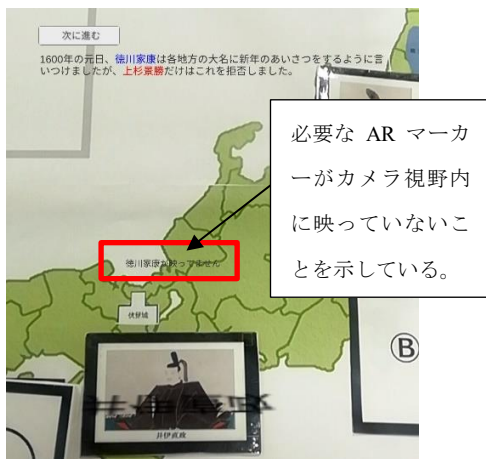 次に進む
1600年の元日、徳川家康は各地方の大名に新年のあいさつをするように言
いつけましたが、上杉景勝だけはこれを拒否しました。
必要な AR マーカ
ーがカメラ視野内
に映っていないこ
とを示している。
徳川家康が映ってません
伏見城
B
井伊直政
井伊直政